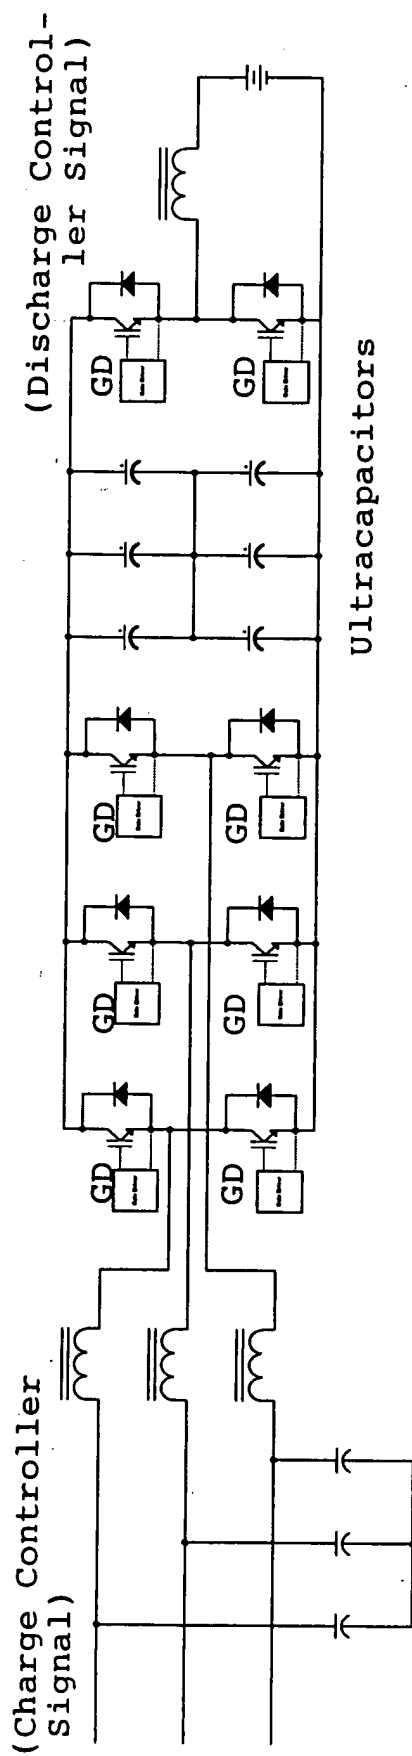 (Charge Controller
Signal)
(Discharge Control-
ler Signal)
GD
GD
GD
GD
GD
GD
GD
GD
Ultracapacitors